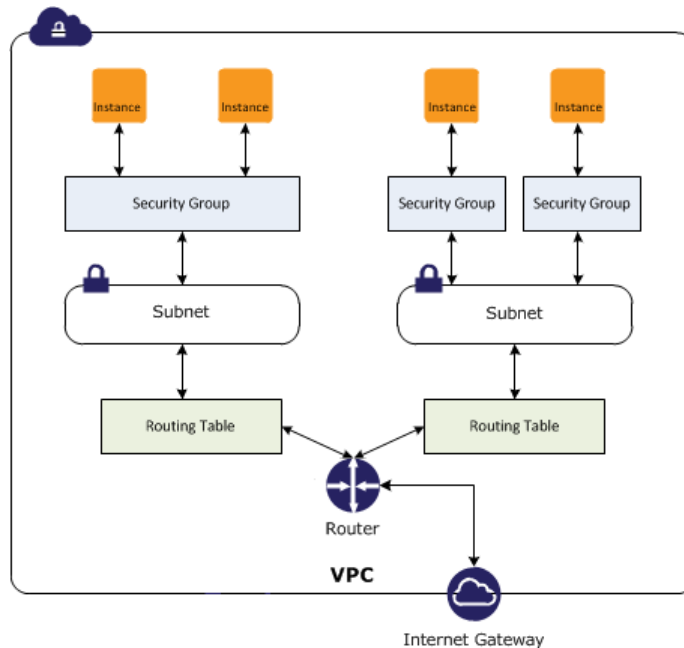 Instance
Instance
Instance
Instance
Security Group
Security Group
Security Group
Subnet
Subnet
Routing Table
Routing Table
Router
VPC
Internet Gateway